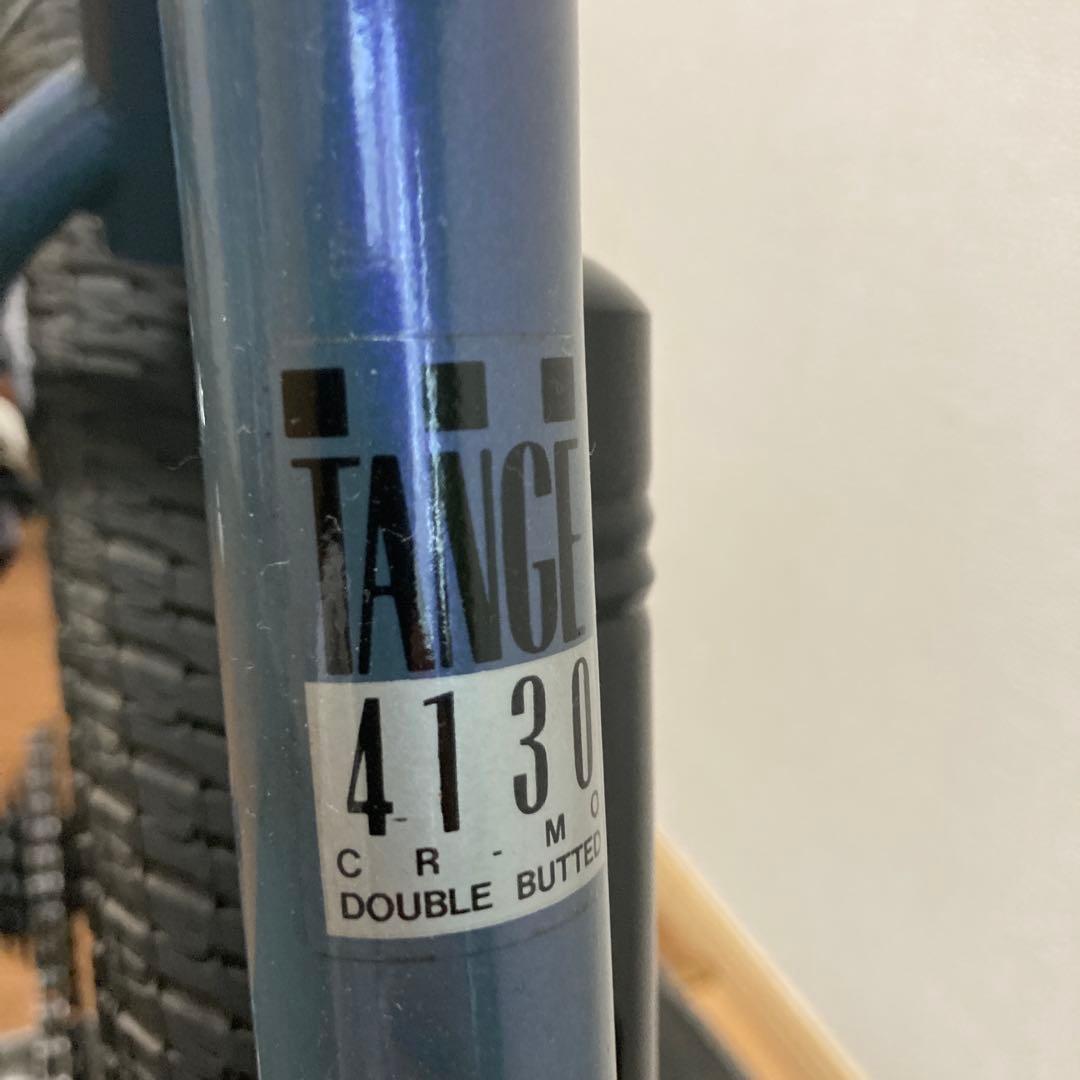 TANGE
4130
CR-MO
DOUBLE BUTTED